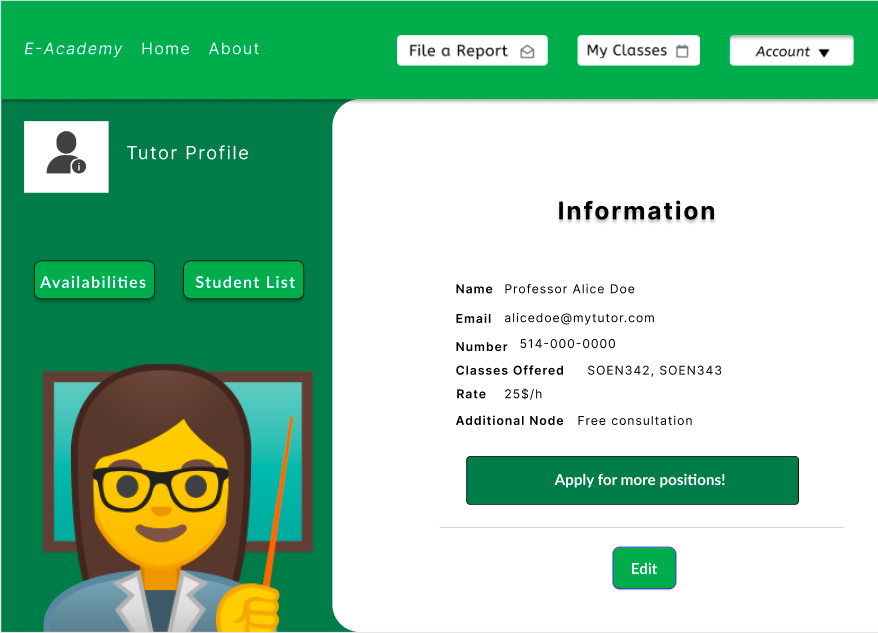 E-Academy Home About File a Report My Classes Account
Tutor Profile
Availabilities Student List
Information
Name Professor Alice Doe
Email alicedoe@mytutor.com
Number 514-000-0000
Classes Offered SOEN342, SOEN343
Rate 25$/h
Additional Node Free consultation
Apply for more positions!
Edit